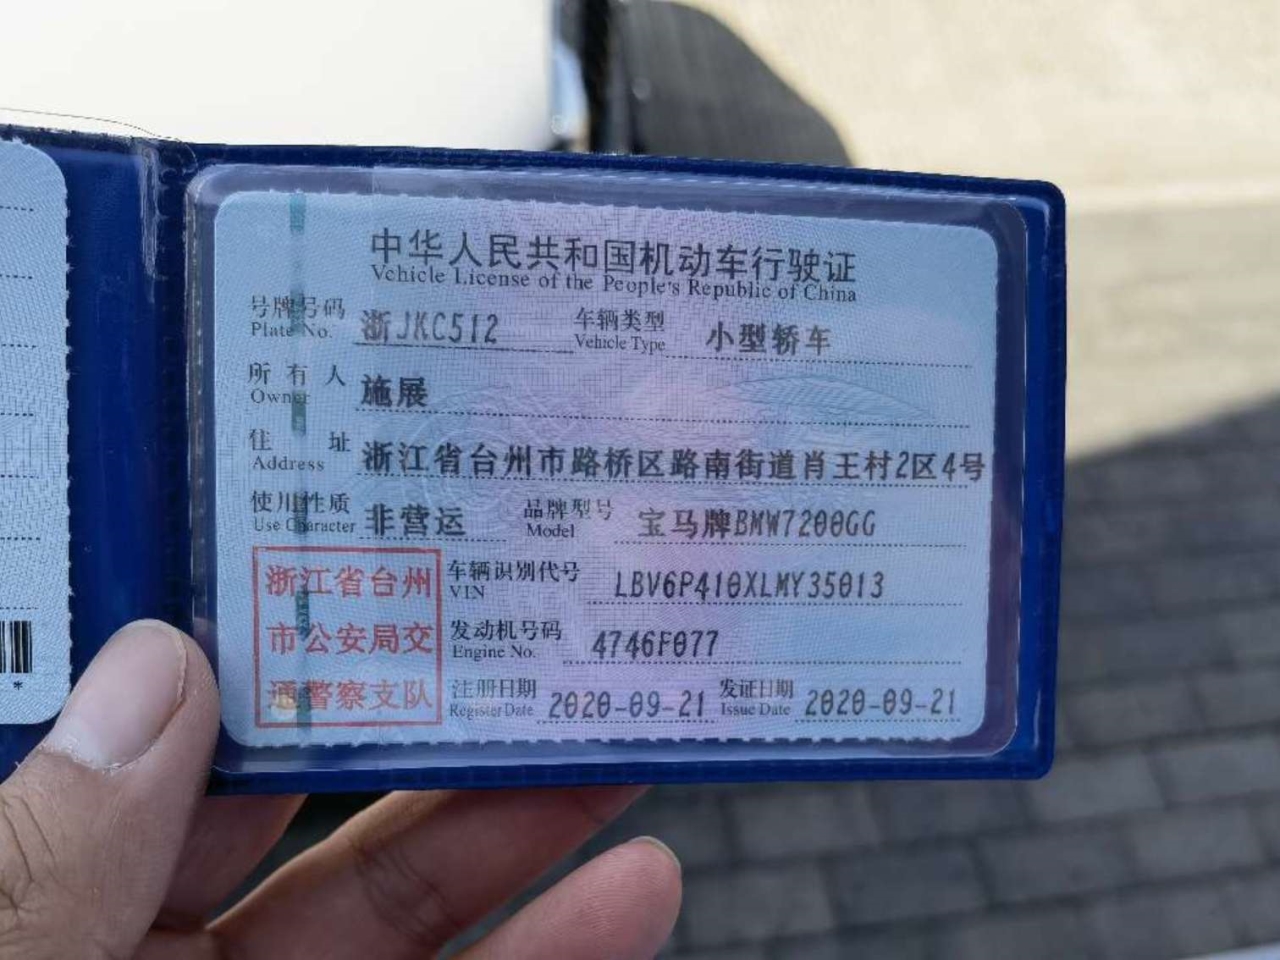 中华人民共和国机动车行驶证
Vehicle License of the People's Republic of China
号牌号码 浙JKC512 车辆类型 小型轿车
Plate No. Vehicle Type
所有人 施展
Owner
住址 浙江省台州市路桥区路南街道肖王村2区4号
Address
使用性质 非营运 品牌型号 宝马牌BMW7200GG
Use Character Model
浙江省台州
市公安局交
通警察支队
车辆识别代号 LBV6P410XLMY35013
VIN
发动机号码 4746F077
Engine No.
注册日期 2020-09-21 发证日期 2020-09-21
Register Date Issue Date
*